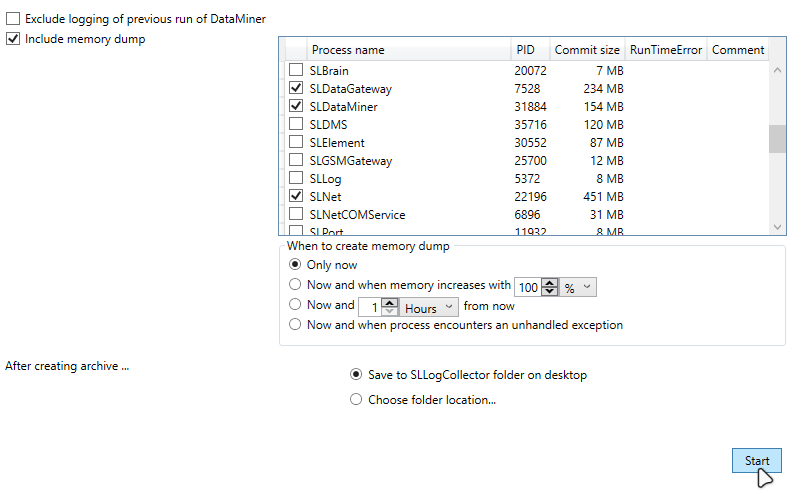 Exclude logging of previous run of DataMiner
Include memory dump
Process name PID Commit size RunTimeError Comment
SLBrain 20072 7 MB
SLDataGateway 7528 234 MB
SLDataMiner 31884 154 MB
SLDMS 35716 120 MB
SLElement 30552 87 MB
SLGSMGateway 25700 12 MB
SLLog 5372 8 MB
SLNet 22196 451 MB
SLNetCOMService 6896 31 MB
SLPort 11932 8 MB
When to create memory dump
Only now
Now and when memory increases with 100 %
Now and 1 Hours from now
Now and when process encounters an unhandled exception
After creating archive ...
Save to SLLogCollector folder on desktop
Choose folder location...
Start